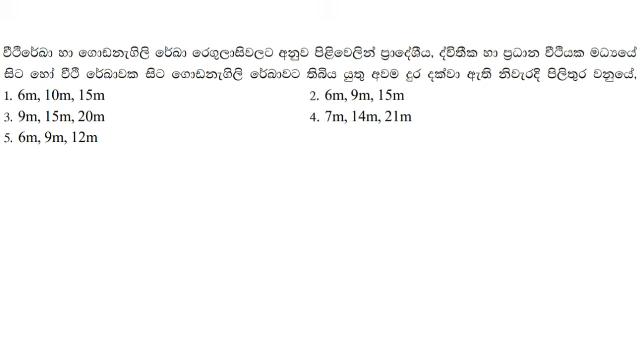 වීථිරේඛා හා ගොඩනැගිලි රේඛා රෙගුලාසිවලට අනුව පිළිවෙලින් ප්‍රාදේශීය, ද්විතීක හා ප්‍රධාන වීථියක මධ්‍යයේ
සිට හෝ වීථි රේඛාවක සිට ගොඩනැගිලි රේඛාවට තිබිය යුතු අවම දුර දක්වා ඇති නිවැරදි පිලිතුර වනුයේ,
1. 6m, 10m, 15m 2. 6m, 9m, 15m
3. 9m, 15m, 20m 4. 7m, 14m, 21m
5. 6m, 9m, 12m